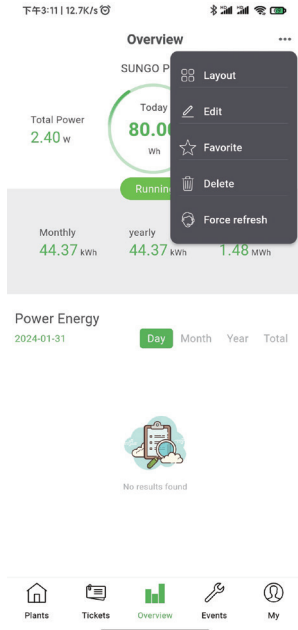 下午3:11 | 12.7K/s
Overview
SUNGO P
Layout
Edit
Favorite
Delete
Force refresh
Total Power
2.40 w
Today
80.0
Wh
Running
Monthly
44.37 kWh
yearly
44.37 kWh
1.48 MWh
Power Energy
2024-01-31
Day Month Year Total
No results found
Plants Tickets Overview Events My